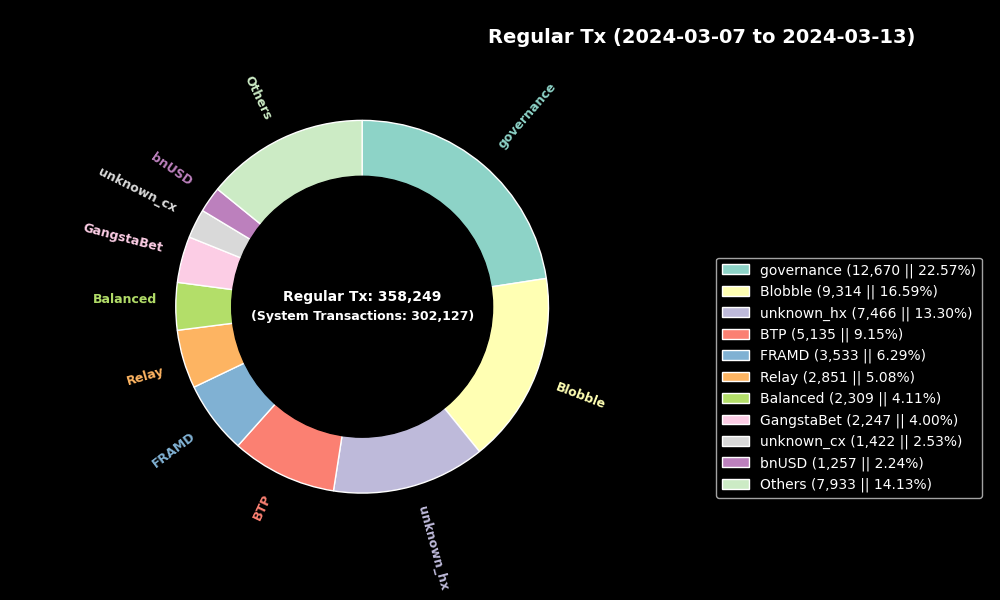 Regular Tx (2024-03-07 to 2024-03-13)
governance
Others
bnUSD
unknown_cx
GangstaBet
Balanced
Relay
FRAMD
BTP
unknown_hx
Blobble
Regular Tx: 358,249
(System Transactions: 302,127)
governance (12,670 || 22.57%)
Blobble (9,314 || 16.59%)
unknown_hx (7,466 || 13.30%)
BTP (5,135 || 9.15%)
FRAMD (3,533 || 6.29%)
Relay (2,851 || 5.08%)
Balanced (2,309 || 4.11%)
GangstaBet (2,247 || 4.00%)
unknown_cx (1,422 || 2.53%)
bnUSD (1,257 || 2.24%)
Others (7,933 || 14.13%)